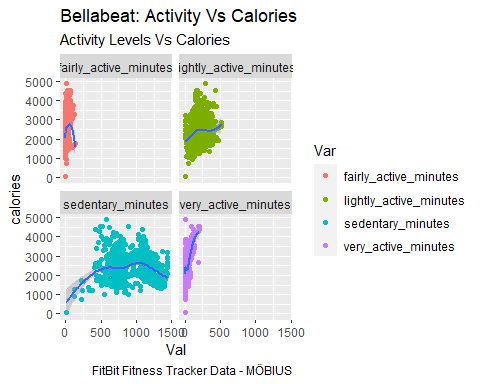 Bellabeat: Activity Vs Calories
Activity Levels Vs Calories
fairly_active_minutes
ightly_active_minutes
5000
4000
3000
2000
1000
0
sedentary_minutes
very_active_minutes
5000
4000
3000
2000
1000
0
0 500 1000 1500
0 500 1000 1500
calories
Val
Var
fairly_active_minutes
lightly_active_minutes
sedentary_minutes
very_active_minutes
FitBit Fitness Tracker Data - MÖBIUS